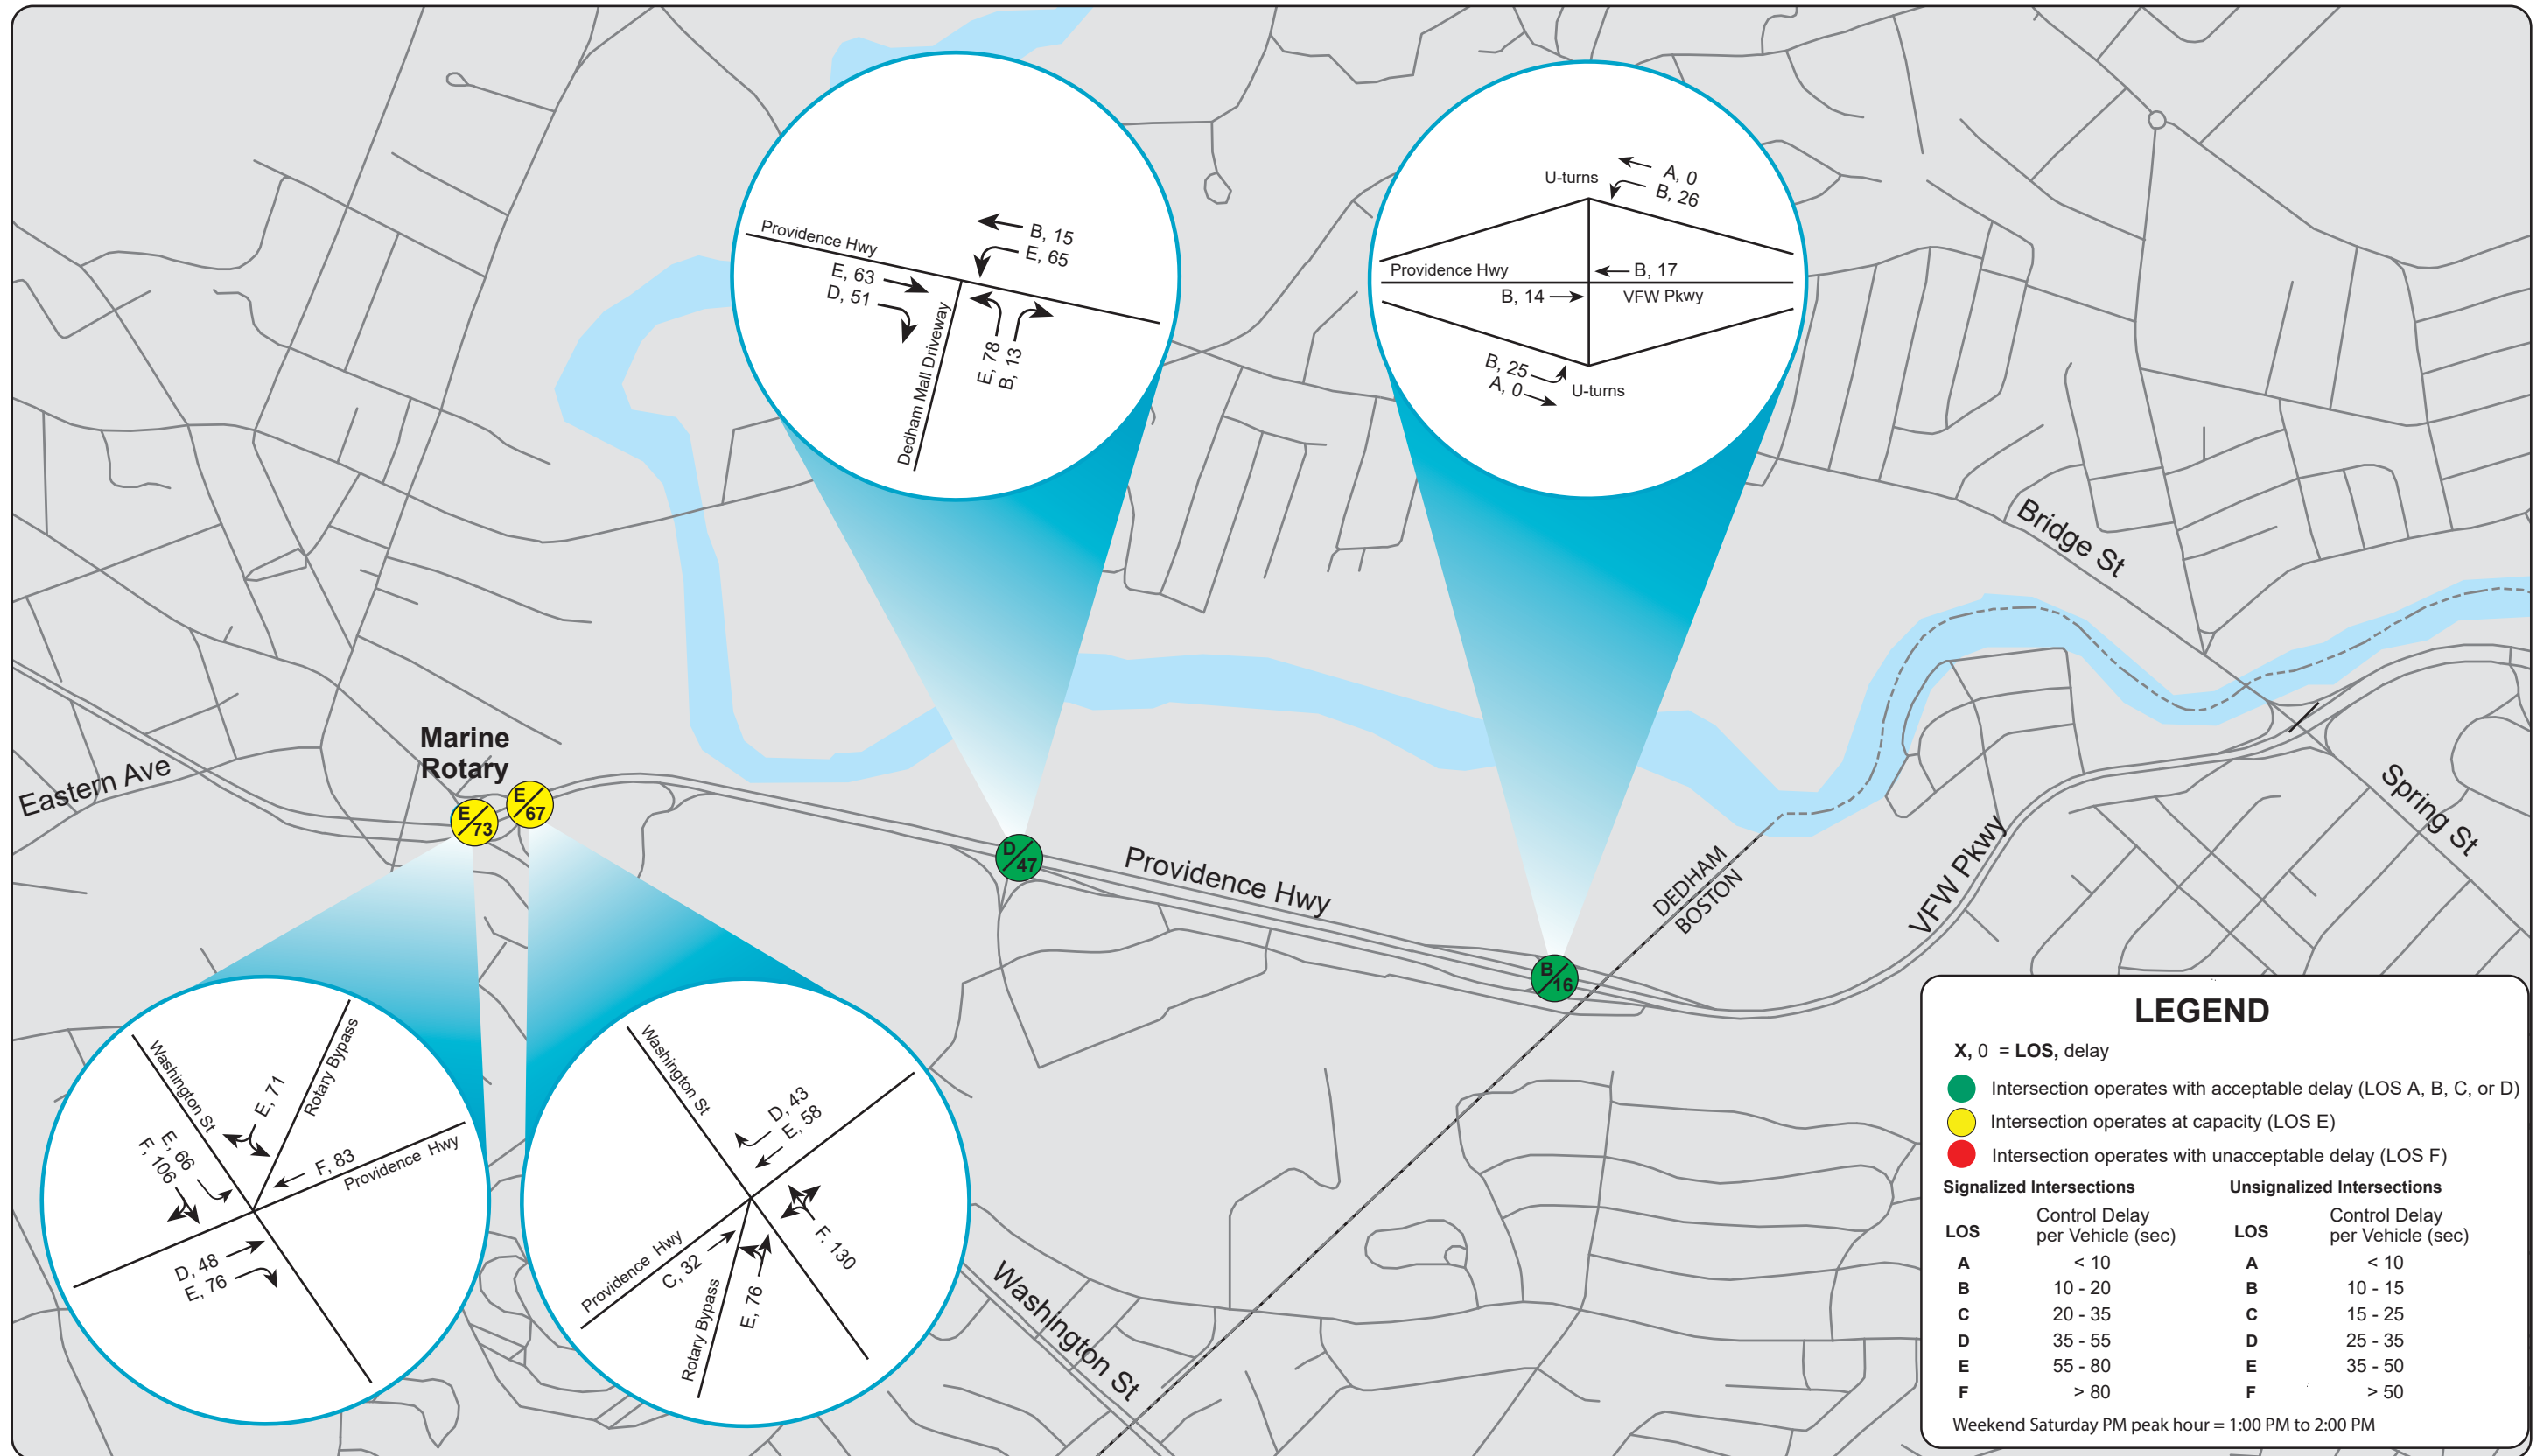 Providence Hwy
B, 15
E, 65
E, 63
D, 51
E, 78
B, 13
Dedham Mall Driveway
U-turns
A, 0
B, 26
Providence Hwy
B, 17
B, 14
VFW Pkwy
B, 25
A, 0
U-turns
Bridge St
Marine
Rotary
Eastern Ave
E/73
E/67
D/47
Providence Hwy
B/16
DEDHAM
BOSTON
VFW Pkwy
Spring St
Washington St
Washington St
Rotary Bypass
E, 71
E, 66
F, 106
F, 83
Providence Hwy
D, 48
E, 76
Washington St
D, 43
E, 58
F, 130
Providence Hwy
C, 32
Rotary Bypass
E, 76
LEGEND
X, 0 = LOS, delay
Intersection operates with acceptable delay (LOS A, B, C, or D)
Intersection operates at capacity (LOS E)
Intersection operates with unacceptable delay (LOS F)
Signalized Intersections Unsignalized Intersections
Control Delay Control Delay
LOS per Vehicle (sec) LOS per Vehicle (sec)
A < 10 A < 10
B 10 - 20 B 10 - 15
C 20 - 35 C 15 - 25
D 35 - 55 D 25 - 35
E 55 - 80 E 35 - 50
F > 80 F > 50
Weekend Saturday PM peak hour = 1:00 PM to 2:00 PM